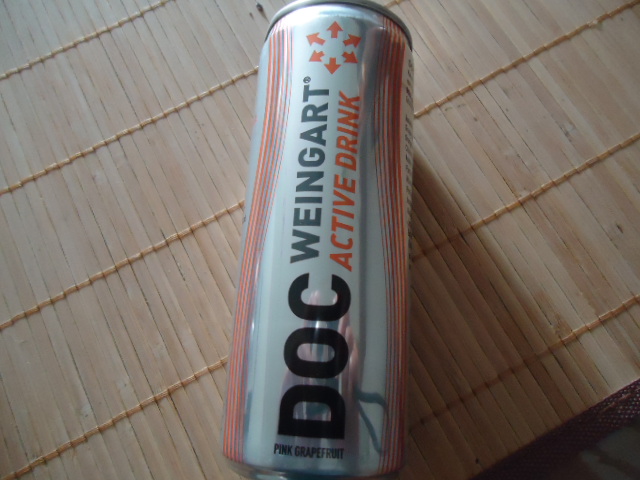 DOC WEINGART®
ACTIVE DRINK
PINK GRAPEFRUIT